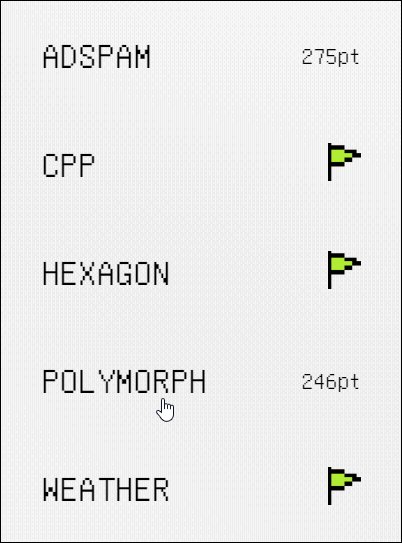 ADSPAM 275pt
CPP
HEXAGON
POLYMORPH 246pt
WEATHER